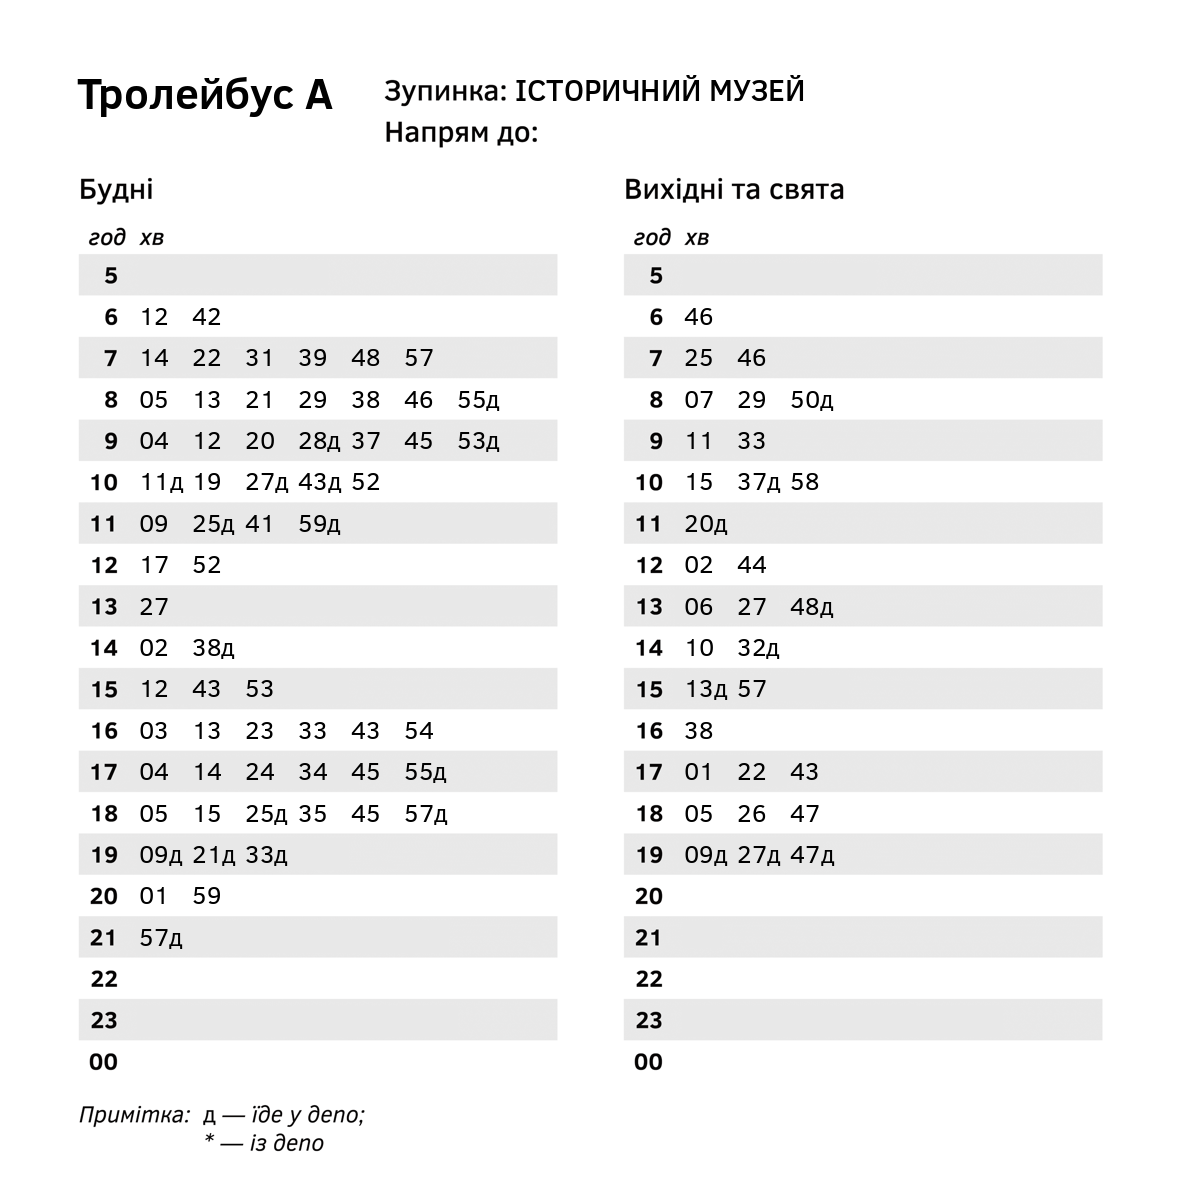 Тролейбус А
Зупинка: ІСТОРИЧНИЙ МУЗЕЙ
Напрям до:
Будні
год хв
5
6 12 42
7 14 22 31 39 48 57
8 05 13 21 29 38 46 55д
9 04 12 20 28д 37 45 53д
10 11д 19 27д 43д 52
11 09 25д 41 59д
12 17 52
13 27
14 02 38д
15 12 43 53
16 03 13 23 33 43 54
17 04 14 24 34 45 55д
18 05 15 25д 35 45 57д
19 09д 21д 33д
20 01 59
21 57д
22
23
00
Вихідні та свята
год хв
5
6 46
7 25 46
8 07 29 50д
9 11 33
10 15 37д 58
11 20д
12 02 44
13 06 27 48д
14 10 32д
15 13д 57
16 38
17 01 22 43
18 05 26 47
19 09д 27д 47д
20
21
22
23
00
Примітка: д — їде у депо;
* — із депо